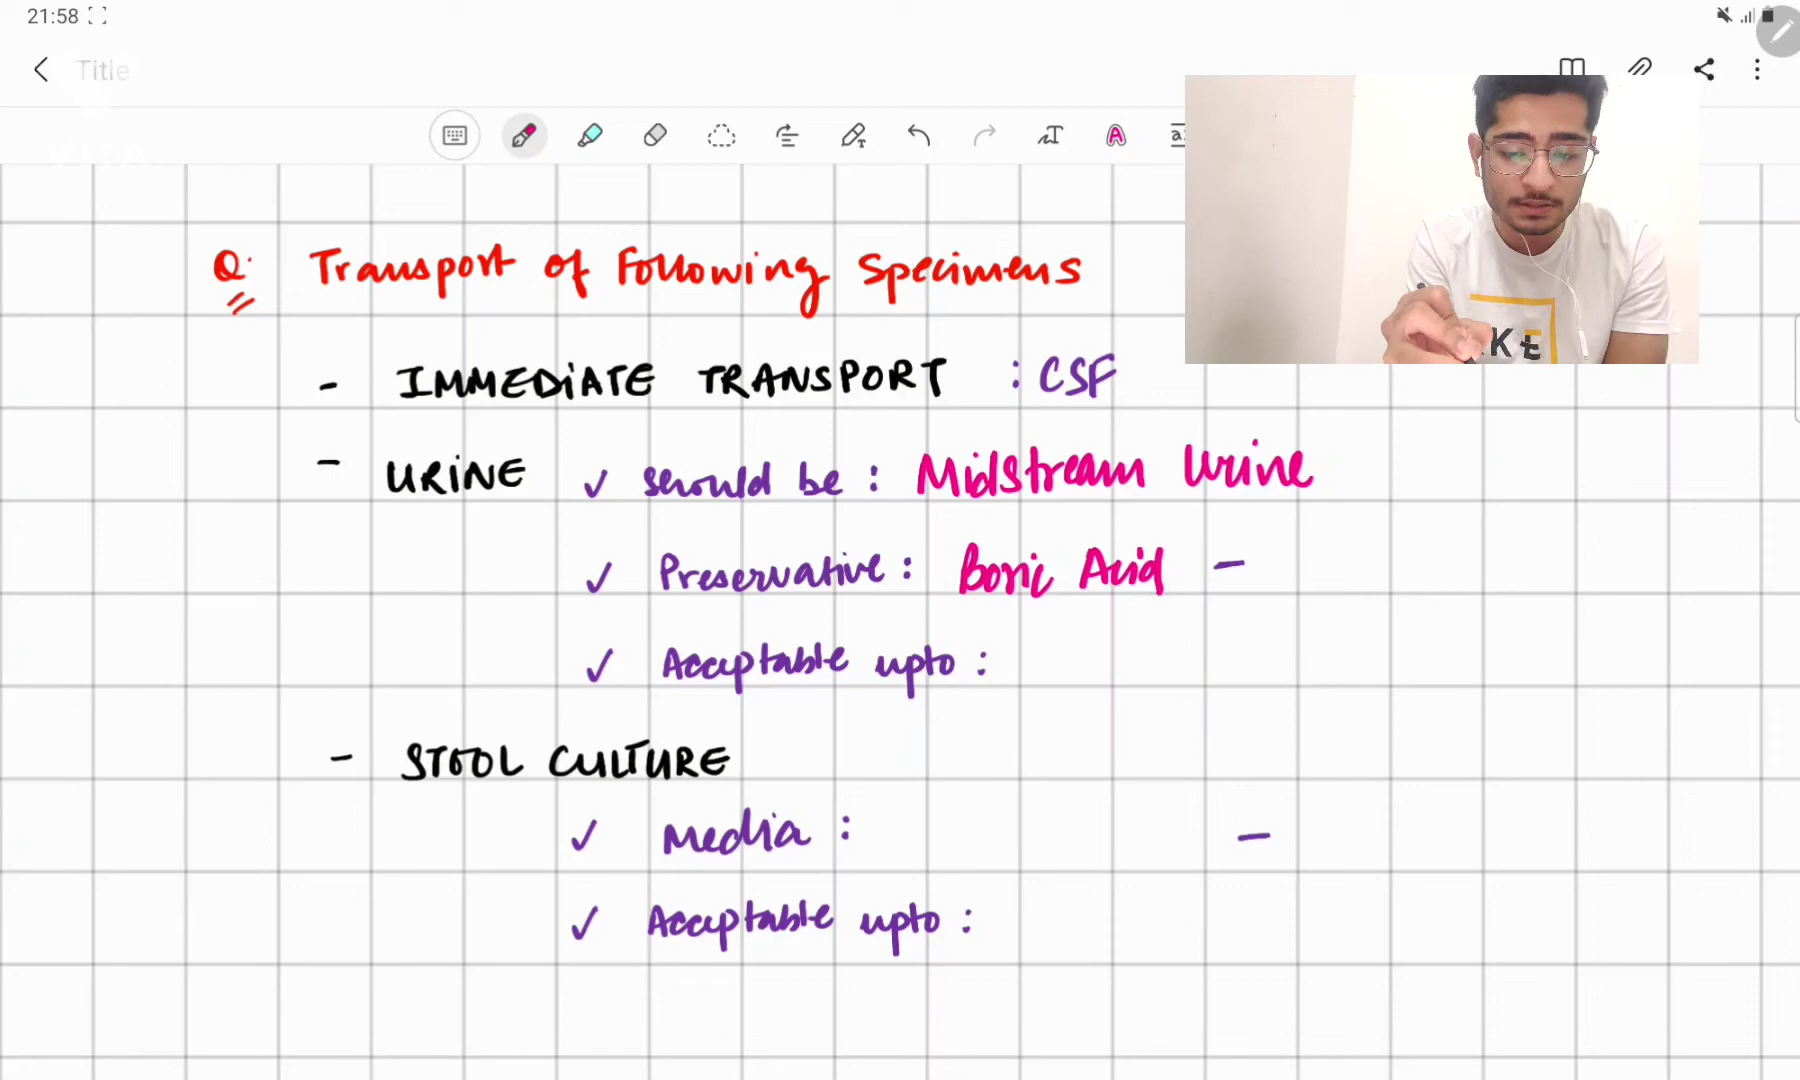 21:58
Title
Q. Transport of Following Specimens
- IMMEDIATE TRANSPORT : CSF
- URINE ✓ should be : Midstream Urine
✓ Preservative : Boric Acid -
✓ Acceptable upto :
- STOOL CULTURE
✓ Media : -
✓ Acceptable upto :